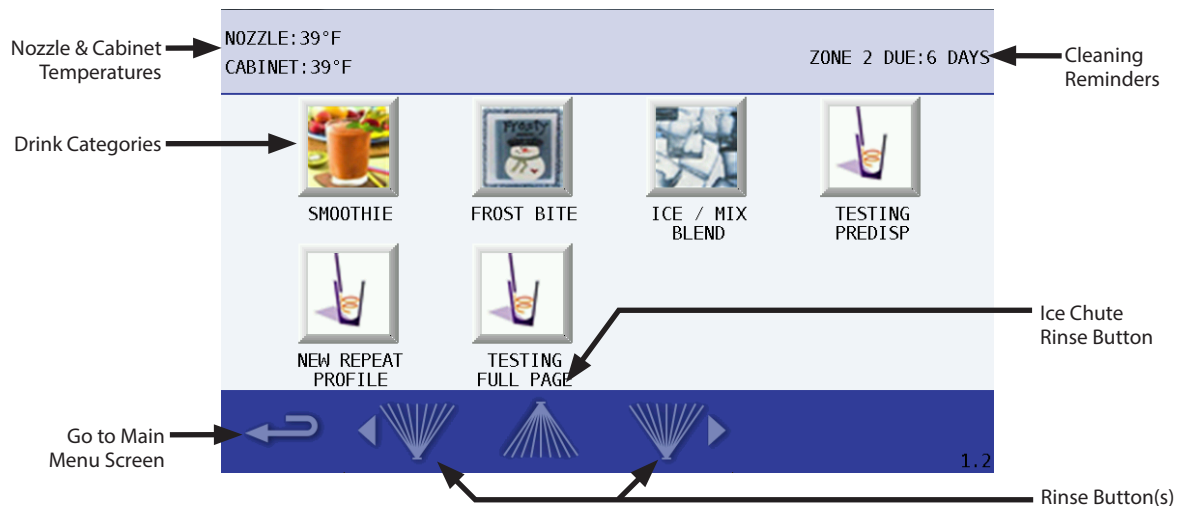 Nozzle & Cabinet
Temperatures
NOZZLE:39°F
CABINET:39°F
ZONE 2 DUE:6 DAYS
Cleaning
Reminders
Drink Categories
Frosty
SMOOTHIE
FROST BITE
ICE / MIX
BLEND
TESTING
PREDISP
NEW REPEAT
PROFILE
TESTING
FULL PAGE
Ice Chute
Rinse Button
Go to Main
Menu Screen
1.2
Rinse Button(s)